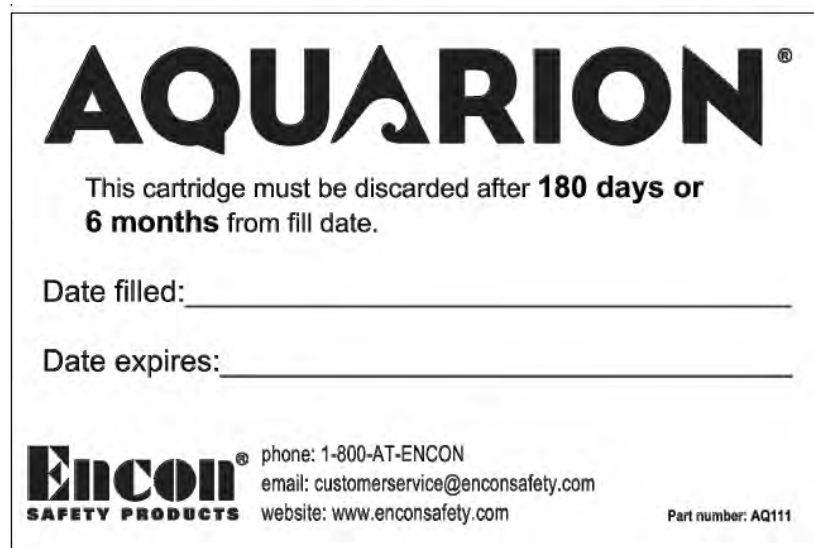 AQUARION®
This cartridge must be discarded after 180 days or
6 months from fill date.
Date filled:
Date expires:
Encon®
SAFETY PRODUCTS
phone: 1-800-AT-ENCON
email: customerservice@enconsafety.com
website: www.enconsafety.com
Part number: AQ111